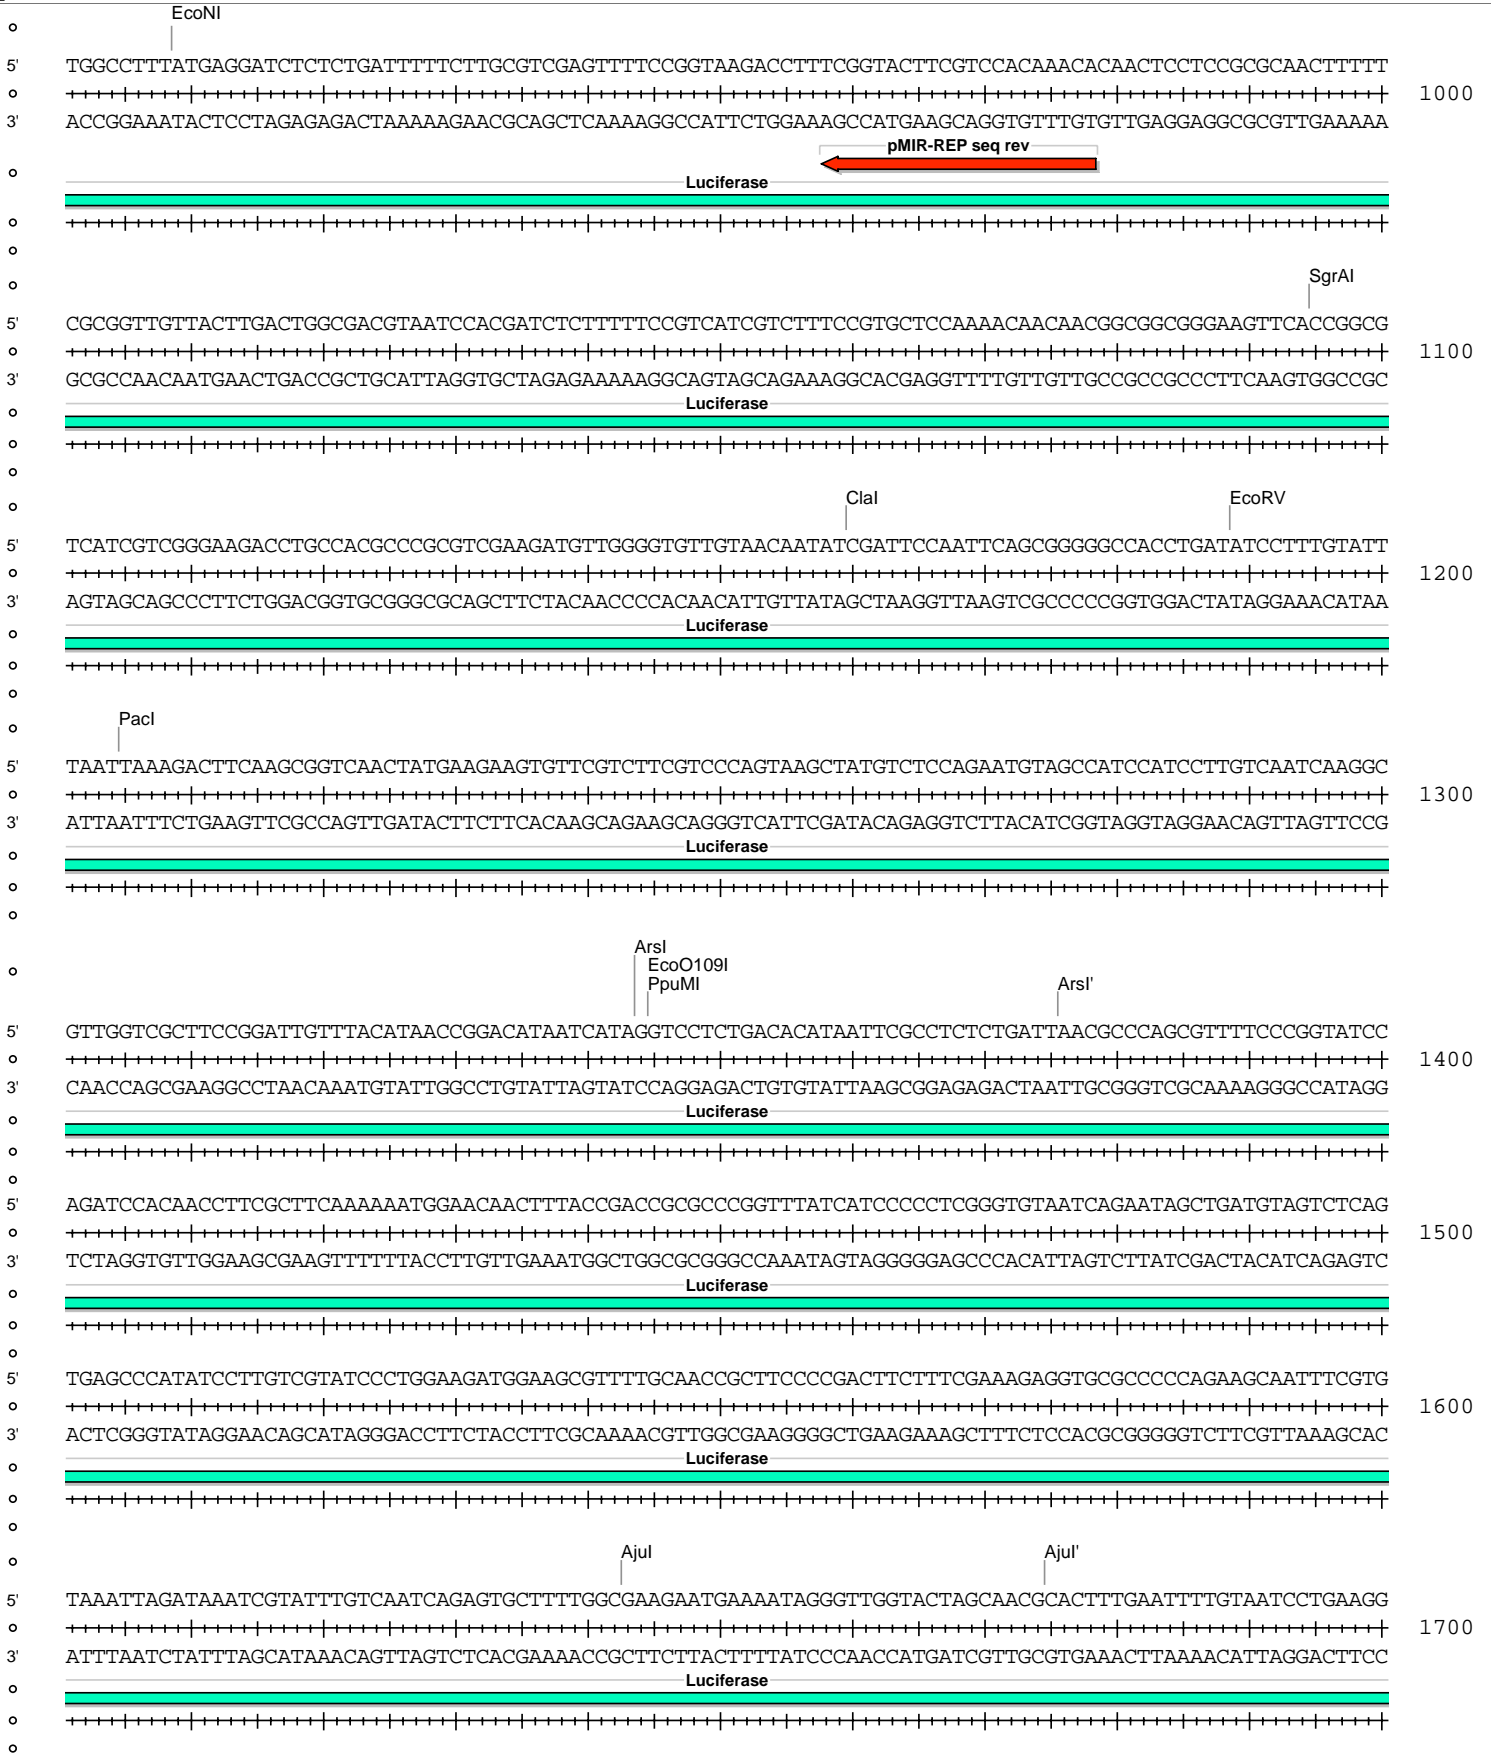 EcoNI
5' TGGCCTTTATGAGGATCTCTCTGATTTTTCTTGCGTCGAGTTTTCCGGTAAGACCTTTCGGTACTTCGTCCACAAACACAACTCCTCCGCGCAACTTTTT
1000
3' ACCGGAAATACTCCTAGAGAGACTAAAAAGAACGCAGCTCAAAAGGCCATTCTGGAAAGCCATGAAGCAGGTGTTTGTGTTGAGGAGGCGCGTTGAAAAA
pMIR-REP seq rev
Luciferase
SgrAI
5' CGCGGTTGTTACTTGACTGGCGACGTAATCCACGATCTCTTTTTCCGTCATCGTCTTTCCGTGCTCCAAAACAACAACGGCGGCGGGAAGTTCACCGGCG
1100
3' GCGCCAACAATGAACTGACCGCTGCATTAGGTGCTAGAGAAAAAGGCAGTAGCAGAAAGGCACGAGGTTTTGTTGTTGCCGCCGCCCTTCAAGTGGCCGC
Luciferase
ClaI EcoRV
5' TCATCGTCGGGAAGACCTGCCACGCCCGCGTCGAAGATGTTGGGGTGTTGTAACAATATCGATTCCAATTCAGCGGGGGCCACCTGATATCCTTTGTATT
1200
3' AGTAGCAGCCCTTCTGGACGGTGCGGGCGCAGCTTCTACAACCCCACAACATTGTTATAGCTAAGGTTAAGTCGCCCCCGGTGGACTATAGGAAACATAA
Luciferase
PacI
5' TAATTAAAGACTTCAAGCGGTCAACTATGAAGAAGTGTTCGTCTTCGTCCCAGTAAGCTATGTCTCCAGAATGTAGCCATCCATCCTTGTCAATCAAGGC
1300
3' ATTAATTTCTGAAGTTCGCCAGTTGATACTTCTTCACAAGCAGAAGCAGGGTCATTCGATACAGAGGTCTTACATCGGTAGGTAGGAACAGTTAGTTCCG
Luciferase
ArsI
EcoO109I
PpuMI ArsI'
5' GTTGGTCGCTTCCGGATTGTTTACATAACCGGACATAATCATAGGTCCTCTGACACATAATTCGCCTCTCTGATTAACGCCCAGCGTTTTCCCGGTATCC
1400
3' CAACCAGCGAAGGCCTAACAAATGTATTGGCCTGTATTAGTATCCAGGAGACTGTGTATTAAGCGGAGAGACTAATTGCGGGTCGCAAAAGGGCCATAGG
Luciferase
5' AGATCCACAACCTTCGCTTCAAAAAATGGAACAACTTTACCGACCGCGCCCGGTTTATCATCCCCCTCGGGTGTAATCAGAATAGCTGATGTAGTCTCAG
1500
3' TCTAGGTGTTGGAAGCGAAGTTTTTTACCTTGTTGAAATGGCTGGCGCGGGCCAAATAGTAGGGGGAGCCCACATTAGTCTTATCGACTACATCAGAGTC
Luciferase
5' TGAGCCCATATCCTTGTCGTATCCCTGGAAGATGGAAGCGTTTTGCAACCGCTTCCCCGACTTCTTTCGAAAGAGGTGCGCCCCCAGAAGCAATTTCGTG
1600
3' ACTCGGGTATAGGAACAGCATAGGGACCTTCTACCTTCGCAAAACGTTGGCGAAGGGGCTGAAGAAAGCTTTCTCCACGCGGGGGTCTTCGTTAAAGCAC
Luciferase
AjuI AjuI'
5' TAAATTAGATAAATCGTATTTGTCAATCAGAGTGCTTTTGGCGAAGAATGAAAATAGGGTTGGTACTAGCAACGCACTTTGAATTTTGTAATCCTGAAGG
1700
3' ATTTAATCTATTTAGCATAAACAGTTAGTCTCACGAAAACCGCTTCTTACTTTTATCCCAACCATGATCGTTGCGTGAAACTTAAAACATTAGGACTTCC
Luciferase